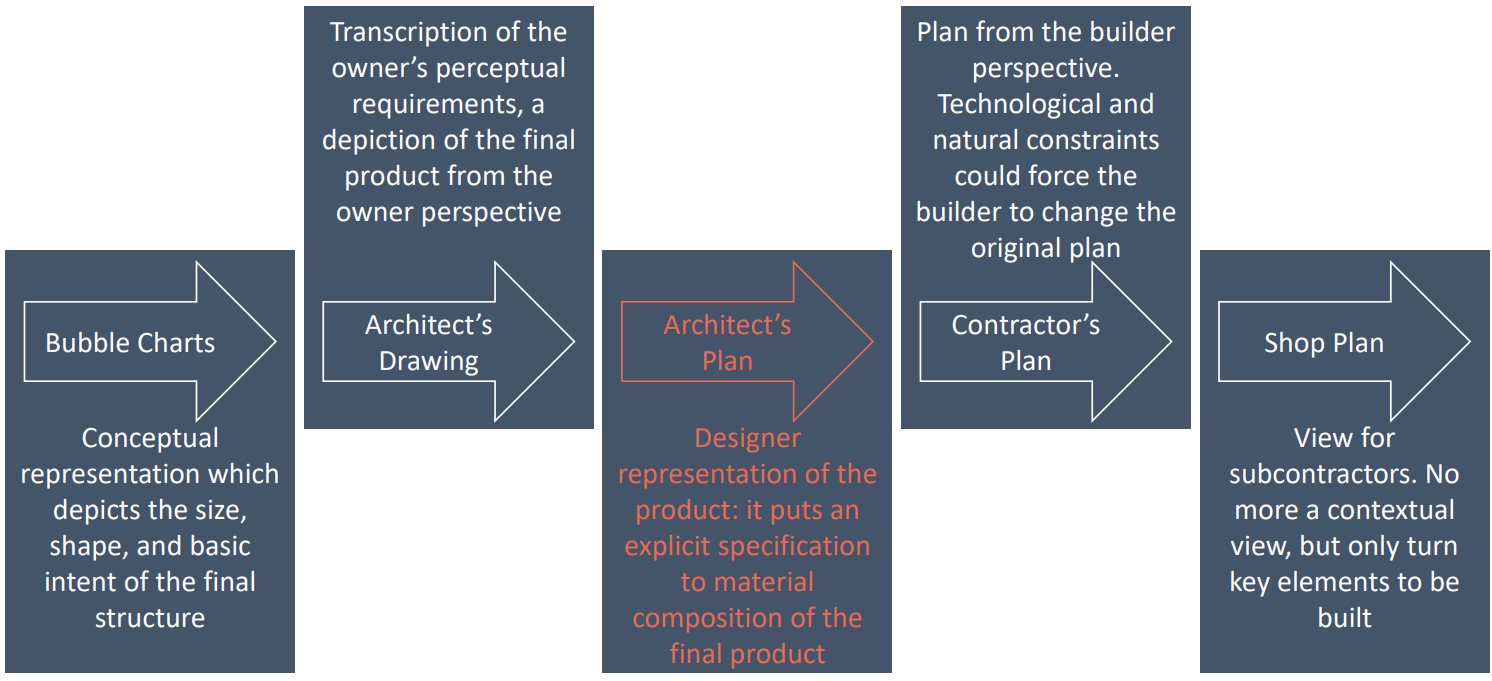 Bubble Charts
Conceptual
representation which
depicts the size,
shape, and basic
intent of the final
structure
Transcription of the
owner’s perceptual
requirements, a
depiction of the final
product from the
owner perspective
Architect’s
Drawing
Architect’s
Plan
Designer
representation of the
product: it puts an
explicit specification
to material
composition of the
final product
Plan from the builder
perspective.
Technological and
natural constraints
could force the
builder to change the
original plan
Contractor’s
Plan
Shop Plan
View for
subcontractors. No
more a contextual
view, but only turn
key elements to be
built